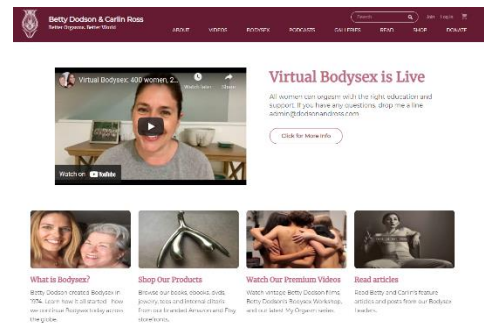 Betty Dodson & Carlin Ross
Better Orgasms. Better World
Search
Join Log In
ABOUT VIDEOS BODYSEX PODCASTS GALLERIES READ SHOP DONATE
Virtual Bodysex: 400 women, 2...
Watch later Share
Watch on YouTube
Virtual Bodysex is Live
All women can orgasm with the right education and
support. If you have any questions, drop me a line
admin@dodsonandross.com
Click for More Info
What is Bodysex?
Betty Dodson created Bodysex in
1974. Learn how it all started - how
we continue Bodysex today across
the globe.
Shop Our Products
Browse our books, ebooks, dvds,
jewelry, toys and internal clitoris
from our branded Amazon and Etsy
storefronts.
Watch Our Premium Videos
Watch vintage Betty Dodson films,
Betty Dodson's Bodysex Workshop,
and our latest My Orgasm series.
Read articles
Read Betty and Carlin's feature
articles and posts from our Bodysex
leaders.